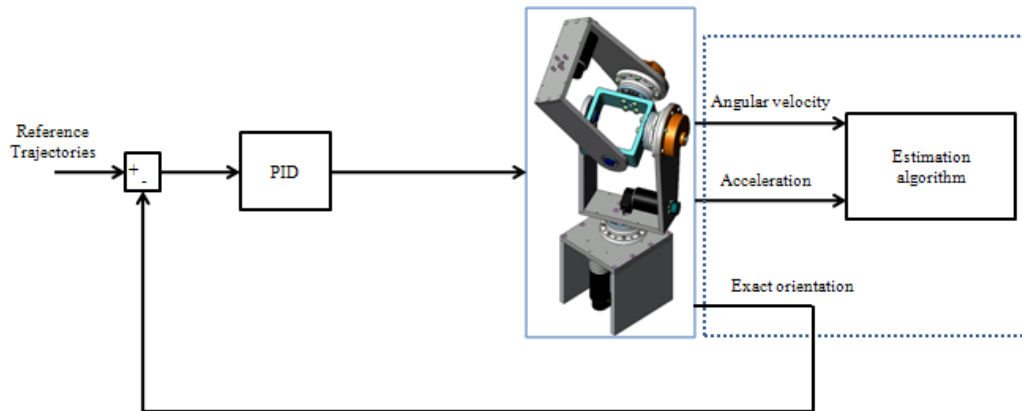 Reference
Trajectories
+
-
PID
Angular velocity
Acceleration
Exact orientation
Estimation
algorithm